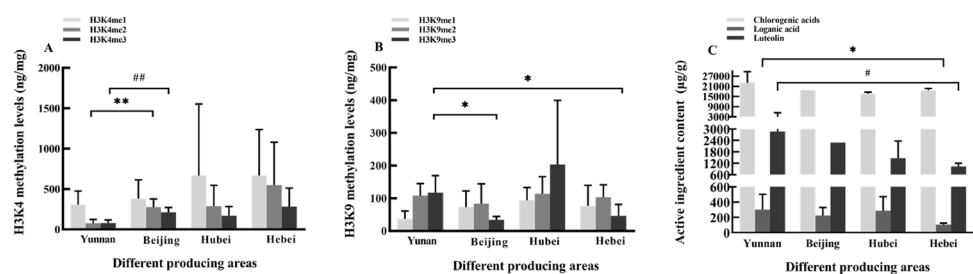 A
H3K4me1
H3K4me2
H3K4me3
H3K4 methylation levels (ng/mg)
2000
1500
1000
500
0
##
**
Yunnan Beijing Hubei Hebei
Different producing areas
B
H3K9me1
H3K9me2
H3K9me3
H3K9 methylation levels (ng/mg)
500
400
300
200
100
0
*
*
Yunan Beijing Hubei Hebei
Different producing areas
C
Chlorogenic acids
Loganic acid
Luteolin
Active ingredient content (μg/g)
27000
21000
15000
9000
3000
3000
2400
1800
1200
600
600
400
200
0
*
#
Yunnan Beijing Hubei Hebei
Different producing areas